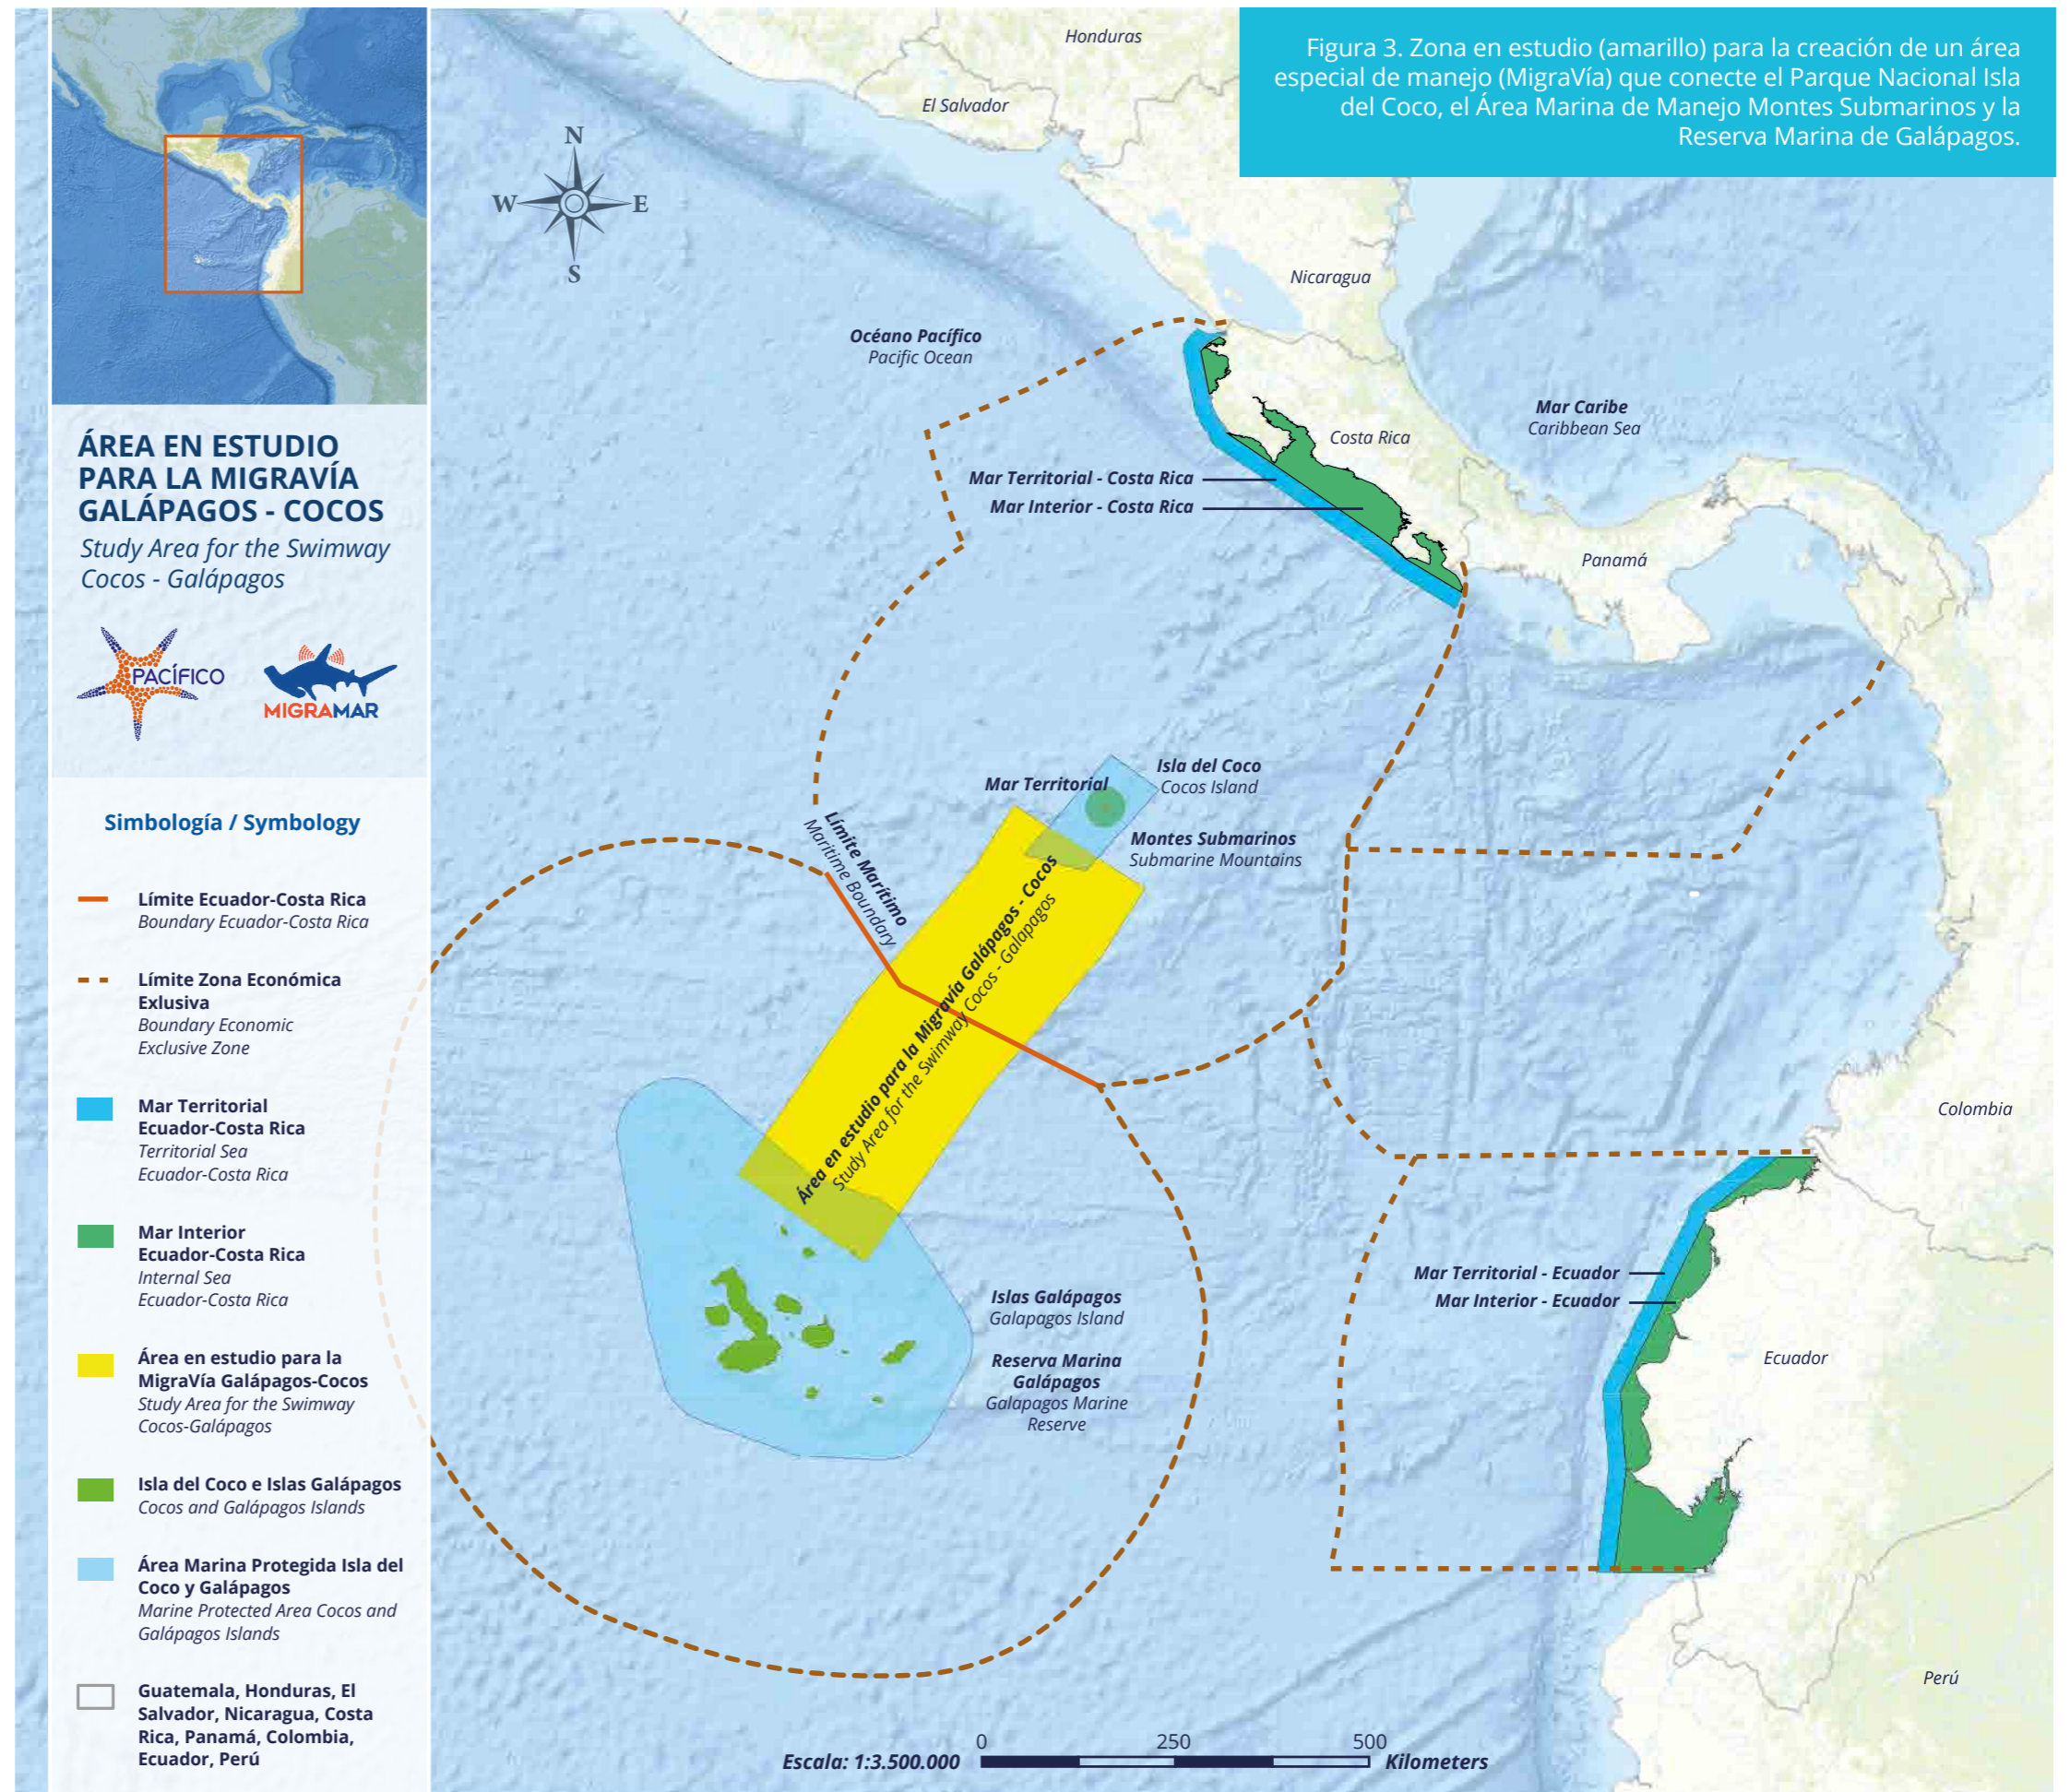 Figura 3. Zona en estudio (amarillo) para la creación de un área
especial de manejo (MigraVía) que conecte el Parque Nacional Isla
del Coco, el Área Marina de Manejo Montes Submarinos y la
Reserva Marina de Galápagos.
ÁREA EN ESTUDIO
PARA LA MIGRAVÍA
GALÁPAGOS - COCOS
Study Area for the Swimway
Cocos - Galápagos
PACÍFICO
MIGRAMAR
Simbología / Symbology
Límite Ecuador-Costa Rica
Boundary Ecuador-Costa Rica
Límite Zona Económica
Exlusiva
Boundary Economic
Exclusive Zone
Mar Territorial
Ecuador-Costa Rica
Territorial Sea
Ecuador-Costa Rica
Mar Interior
Ecuador-Costa Rica
Internal Sea
Ecuador-Costa Rica
Área en estudio para la
MigraVía Galápagos-Cocos
Study Area for the Swimway
Cocos-Galápagos
Isla del Coco e Islas Galápagos
Cocos and Galápagos Islands
Área Marina Protegida Isla del
Coco y Galápagos
Marine Protected Area Cocos and
Galápagos Islands
Guatemala, Honduras, El
Salvador, Nicaragua, Costa
Rica, Panamá, Colombia,
Ecuador, Perú
N
W
E
S
Honduras
El Salvador
Nicaragua
Océano Pacífico
Pacific Ocean
Mar Caribe
Caribbean Sea
Costa Rica
Mar Territorial - Costa Rica
Mar Interior - Costa Rica
Panamá
Isla del Coco
Cocos Island
Mar Territorial
Montes Submarinos
Submarine Mountains
Límite Marítimo
Maritime Boundary
Área en estudio para la Migravía Galápagos - Cocos
Study Area for the Swimway Cocos - Galapagos
Colombia
Mar Territorial - Ecuador
Mar Interior - Ecuador
Islas Galápagos
Galapagos Island
Reserva Marina
Galápagos
Galapagos Marine
Reserve
Ecuador
Perú
0
250
500
Escala: 1:3.500.000
Kilometers